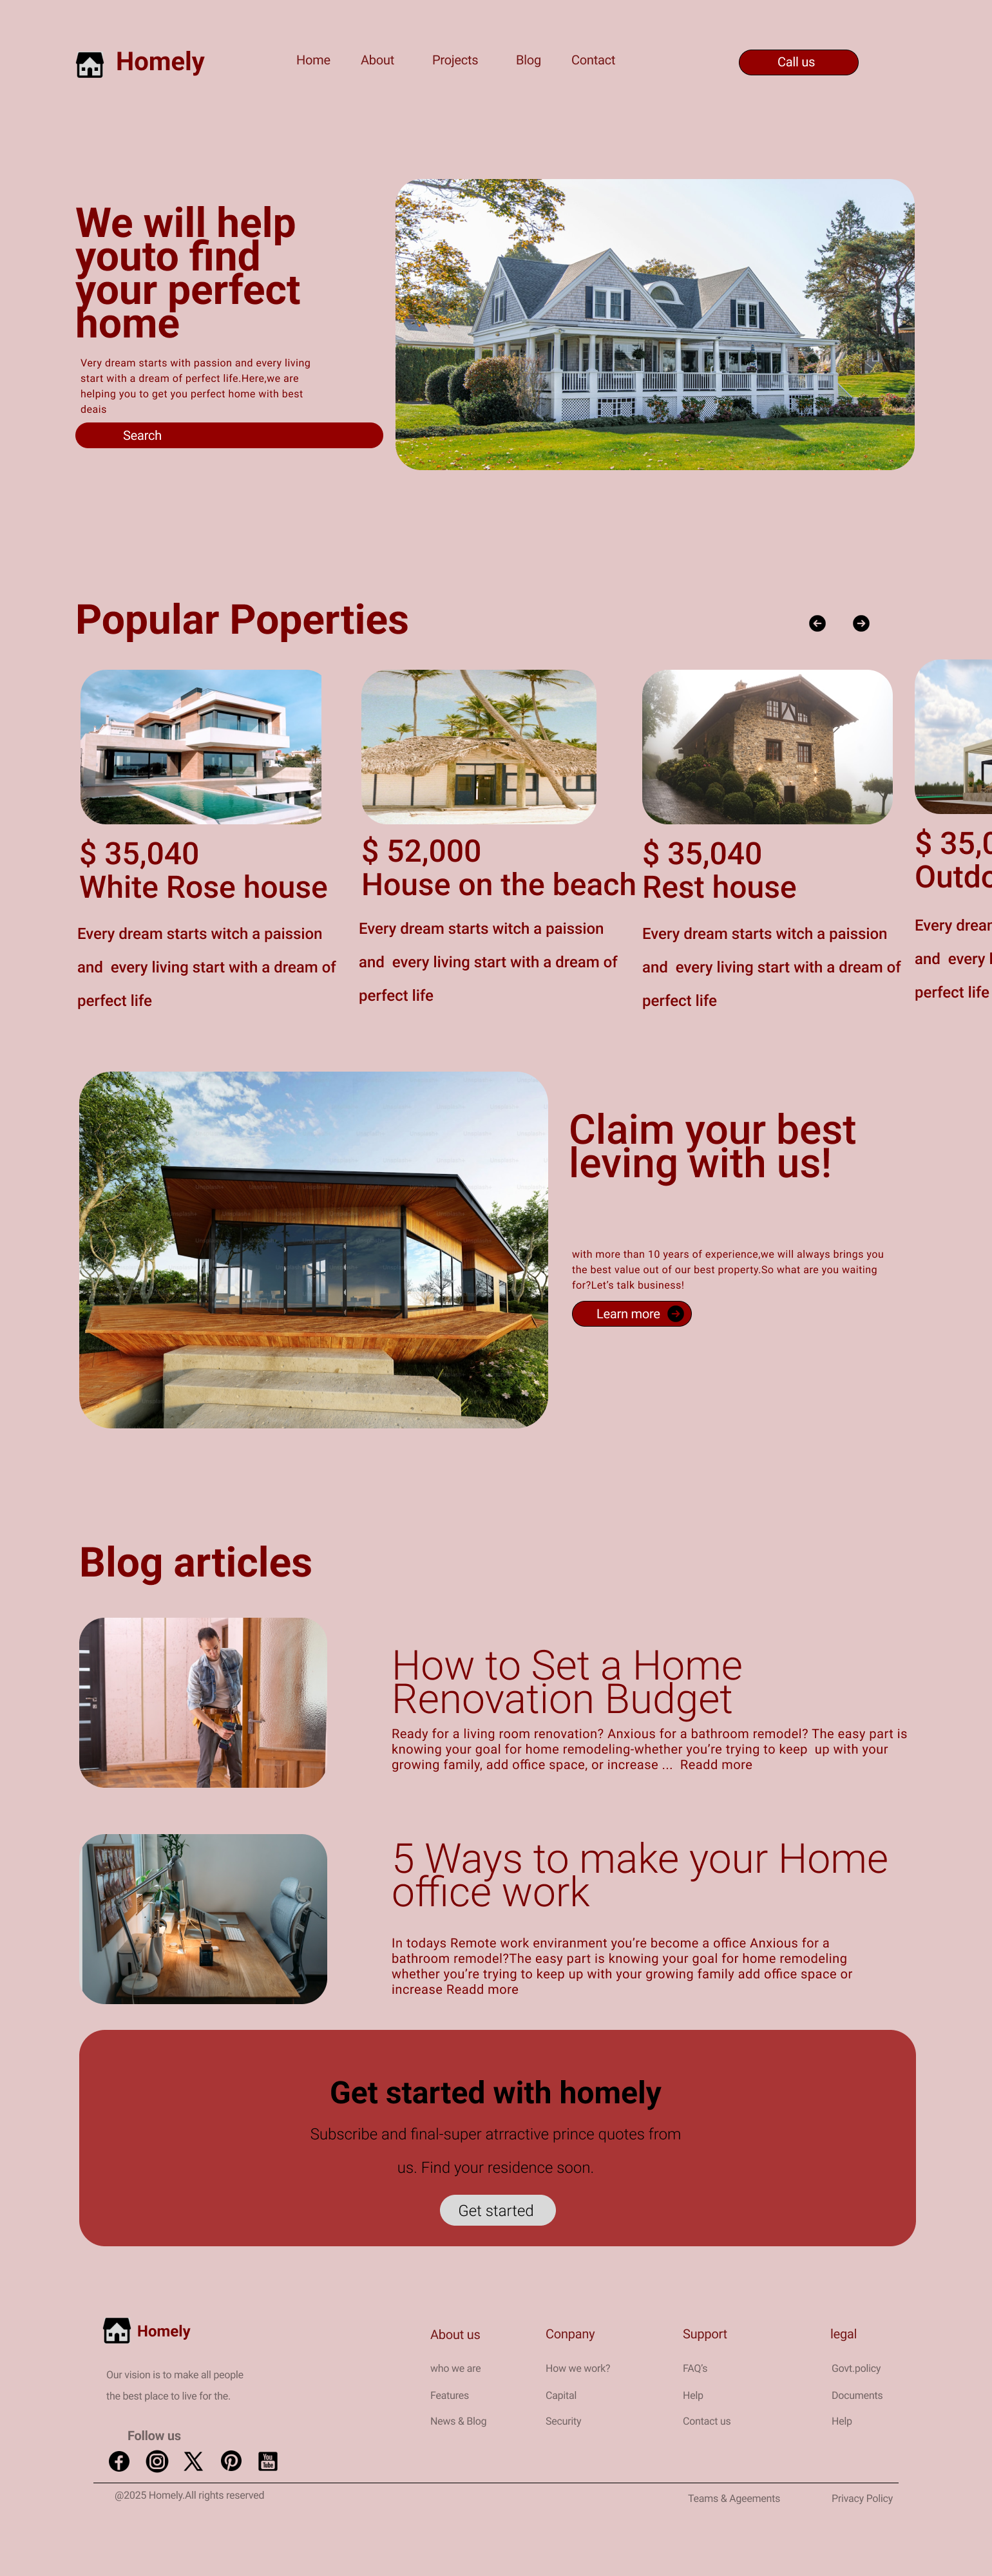 Homely
Home About Projects Blog Contact
Call us
We will help
youto find
your perfect
home
Very dream starts with passion and every living
start with a dream of perfect life.Here,we are
helping you to get you perfect home with best
deais
Search
Popular Poperties
$ 35,040
White Rose house
Every dream starts witch a paission
and  every living start with a dream of
perfect life
$ 52,000
House on the beach
Every dream starts witch a paission
and  every living start with a dream of
perfect life
$ 35,040
Rest house
Every dream starts witch a paission
and  every living start with a dream of
perfect life
$ 35,0
Outdo
Every drear
and  every l
perfect life
Claim your best
leving with us!
with more than 10 years of experience,we will always brings you
the best value out of our best property.So what are you waiting
for?Let's talk business!
Learn more
Blog articles
How to Set a Home
Renovation Budget
Ready for a living room renovation? Anxious for a bathroom remodel? The easy part is
knowing your goal for home remodeling-whether you're trying to keep  up with your
growing family, add office space, or increase ...  Readd more
5 Ways to make your Home
office work
In todays Remote work enviranment you're become a office Anxious for a
bathroom remodel?The easy part is knowing your goal for home remodeling
whether you're trying to keep up with your growing family add office space or
increase Readd more
Get started with homely
Subscribe and final-super atrractive prince quotes from
us. Find your residence soon.
Get started
Homely
Our vision is to make all people
the best place to live for the.
Follow us
You
Tube
About us
who we are
Features
News & Blog
Conpany
How we work?
Capital
Security
Support
FAQ's
Help
Contact us
legal
Govt.policy
Documents
Help
@2025 Homely.All rights reserved
Teams & Ageements
Privacy Policy